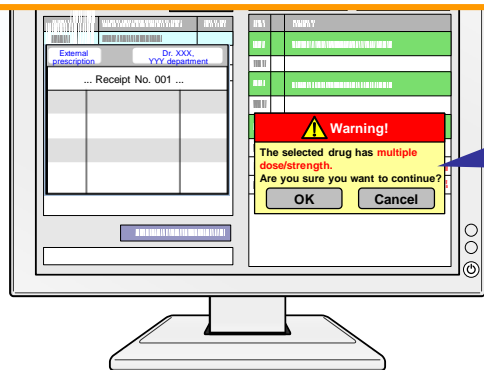 External
prescription
Dr. XXX,
YYY department
... Receipt No. 001 ...
Warning!
The selected drug has multiple
dose/strength.
Are you sure you want to continue?
OK
Cancel